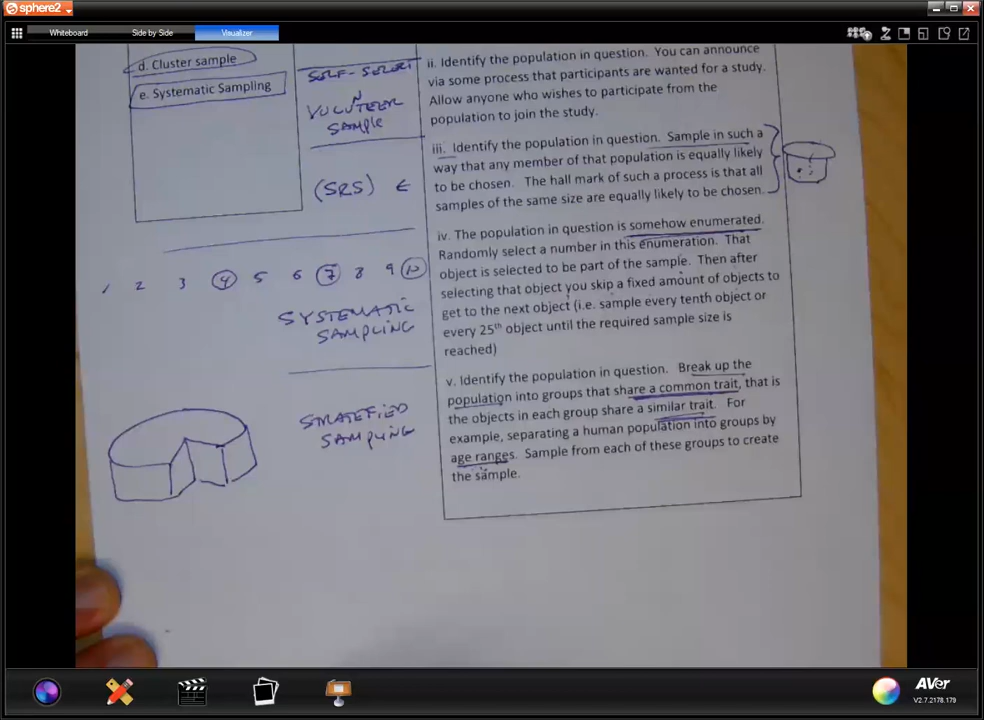 sphere2
Whiteboard
Side by Side
Visualizer
d. Cluster sample
e. Systematic Sampling
SELF-SELECT
VOLUNTEER
SAMPLE
(SRS) ∈
1 2 3 4 5 6 7 8 9 10
SYSTEMATIC
SAMPLING
STRATEFIED
SAMPLING
ii. Identify the population in question. You can announce
via some process that participants are wanted for a study.
Allow anyone who wishes to participate from the
population to join the study.
iii. Identify the population in question. Sample in such a
way that any member of that population is equally likely
to be chosen. The hall mark of such a process is that all
samples of the same size are equally likely to be chosen.
iv. The population in question is somehow enumerated.
Randomly select a number in this enumeration. That
object is selected to be part of the sample. Then after
selecting that object you skip a fixed amount of objects to
get to the next object (i.e. sample every tenth object or
every 25th object until the required sample size is
reached)
v. Identify the population in question. Break up the
population into groups that share a common trait, that is
the objects in each group share a similar trait. For
example, separating a human population into groups by
age ranges. Sample from each of these groups to create
the sample.
AVer
V2.7.2178.179